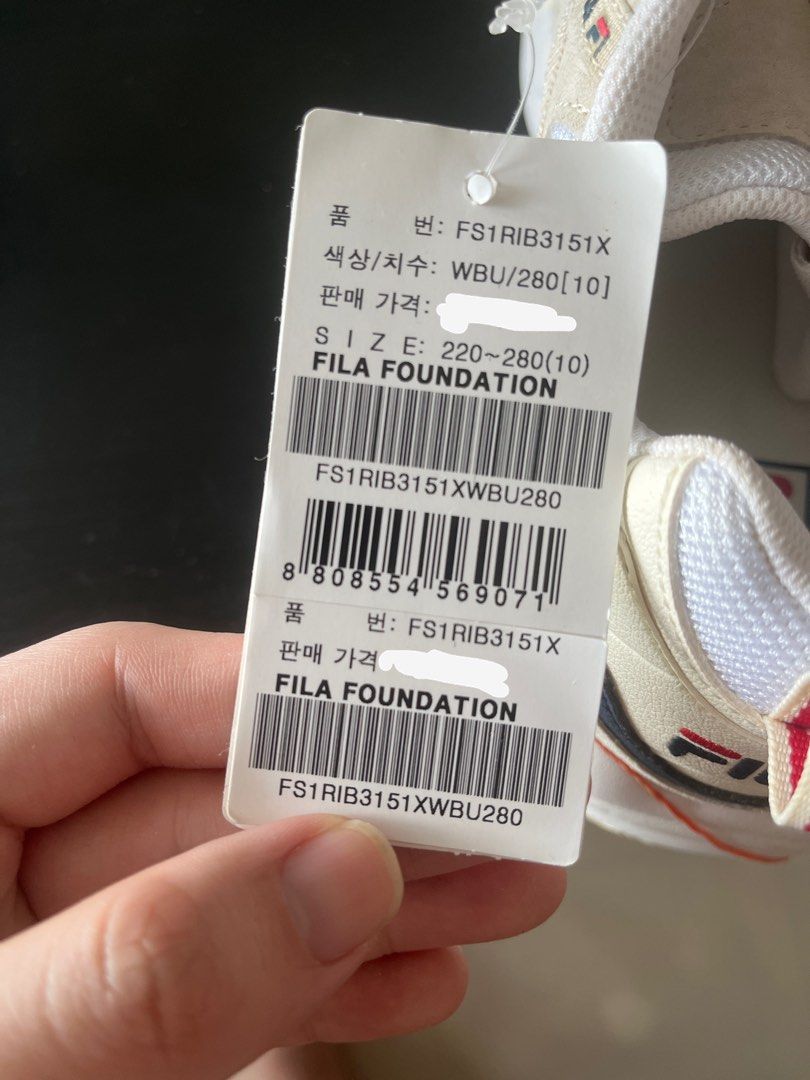 품 번: FS1RIB3151X
색상/치수: WBU/280[10]
판매 가격:
S I Z E: 220~280(10)
FILA FOUNDATION
FS1RIB3151XWBU280
8 808554 569071
품 번: FS1RIB3151X
판매 가격
FILA FOUNDATION
FS1RIB3151XWBU280